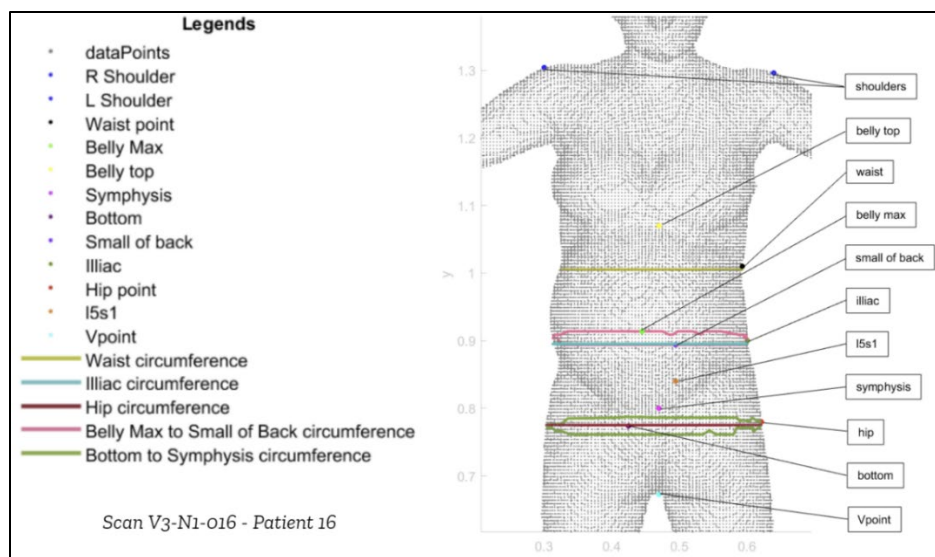 Legends
dataPoints
R Shoulder
L Shoulder
Waist point
Belly Max
Belly top
Symphysis
Bottom
Small of back
Illiac
Hip point
l5s1
Vpoint
Waist circumference
Illiac circumference
Hip circumference
Belly Max to Small of Back circumference
Bottom to Symphysis circumference
Scan V3-N1-016 - Patient 16
1.3
1.2
1.1
1
0.9
0.8
0.7
y
0.3
0.4
0.5
0.6
shoulders
belly top
waist
belly max
small of back
illiac
l5s1
symphysis
hip
bottom
Vpoint